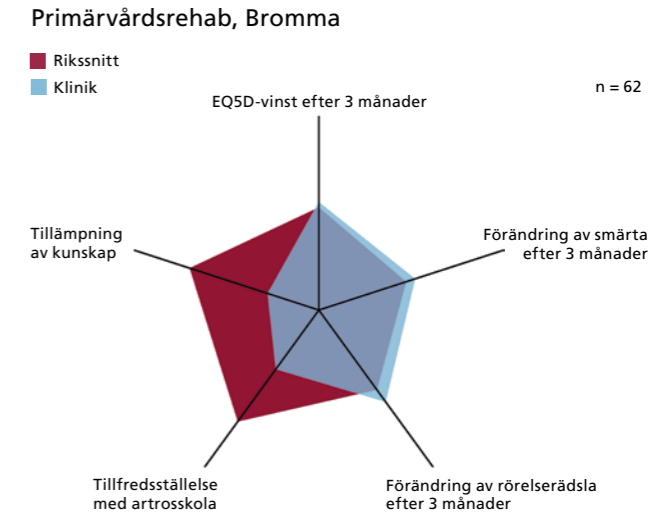 Primärvårdsrehab, Bromma
Rikssnitt
Klinik
n = 62
EQ5D-vinst efter 3 månader
Tillämpning
av kunskap
Förändring av smärta
efter 3 månader
Tillfredsställelse
med artrosskola
Förändring av rörelserädsla
efter 3 månader